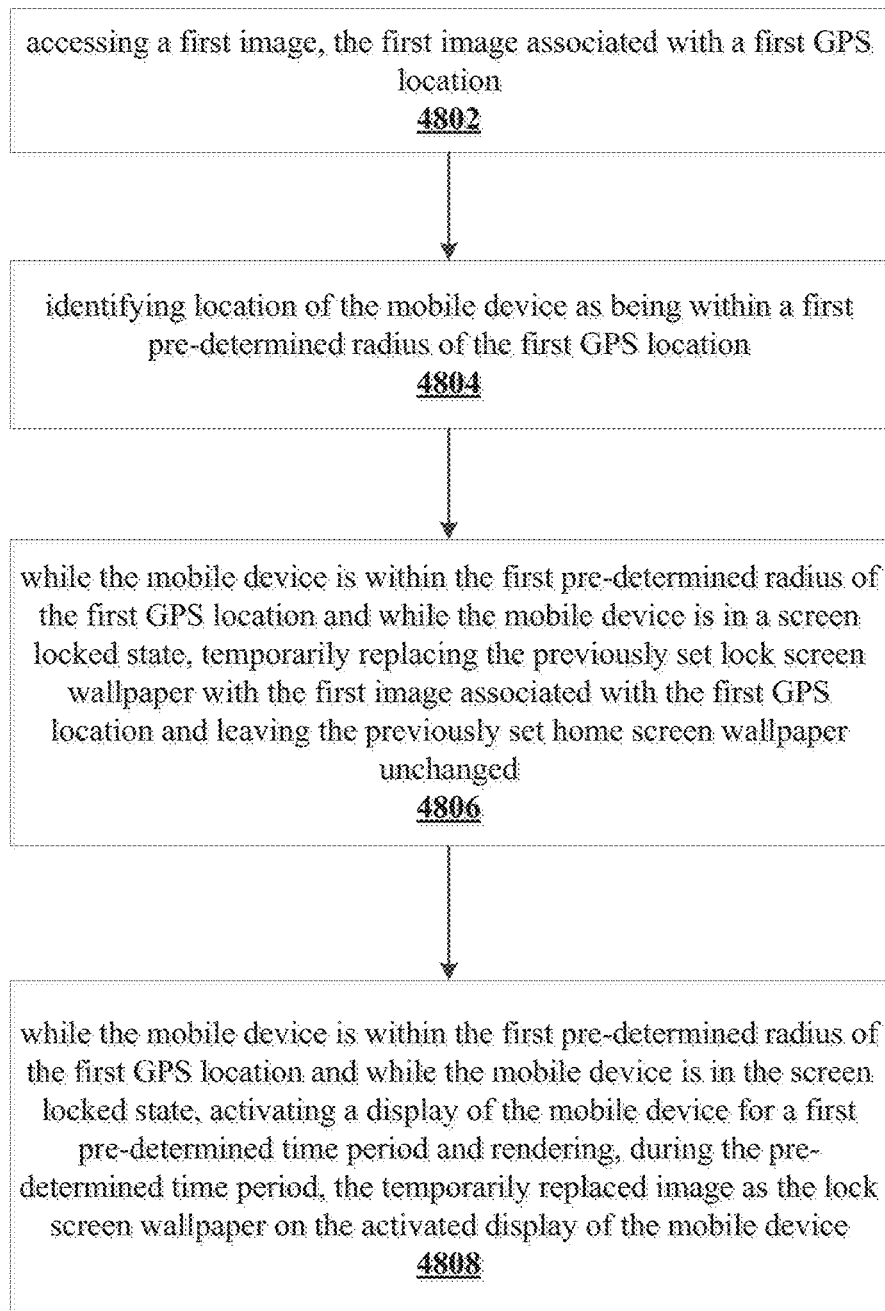 accessing a first image, the first image associated with a first GPS
location
4802
identifying location of the mobile device as being within a first
pre-determined radius of the first GPS location
4804
while the mobile device is within the first pre-determined radius of
the first GPS location and while the mobile device is in a screen
locked state, temporarily replacing the previously set lock screen
wallpaper with the first image associated with the first GPS
location and leaving the previously set home screen wallpaper
unchanged
4806
while the mobile device is within the first pre-determined radius of
the first GPS location and while the mobile device is in the screen
locked state, activating a display of the mobile device for a first
pre-determined time period and rendering, during the pre-
determined time period, the temporarily replaced image as the lock
screen wallpaper on the activated display of the mobile device
4808